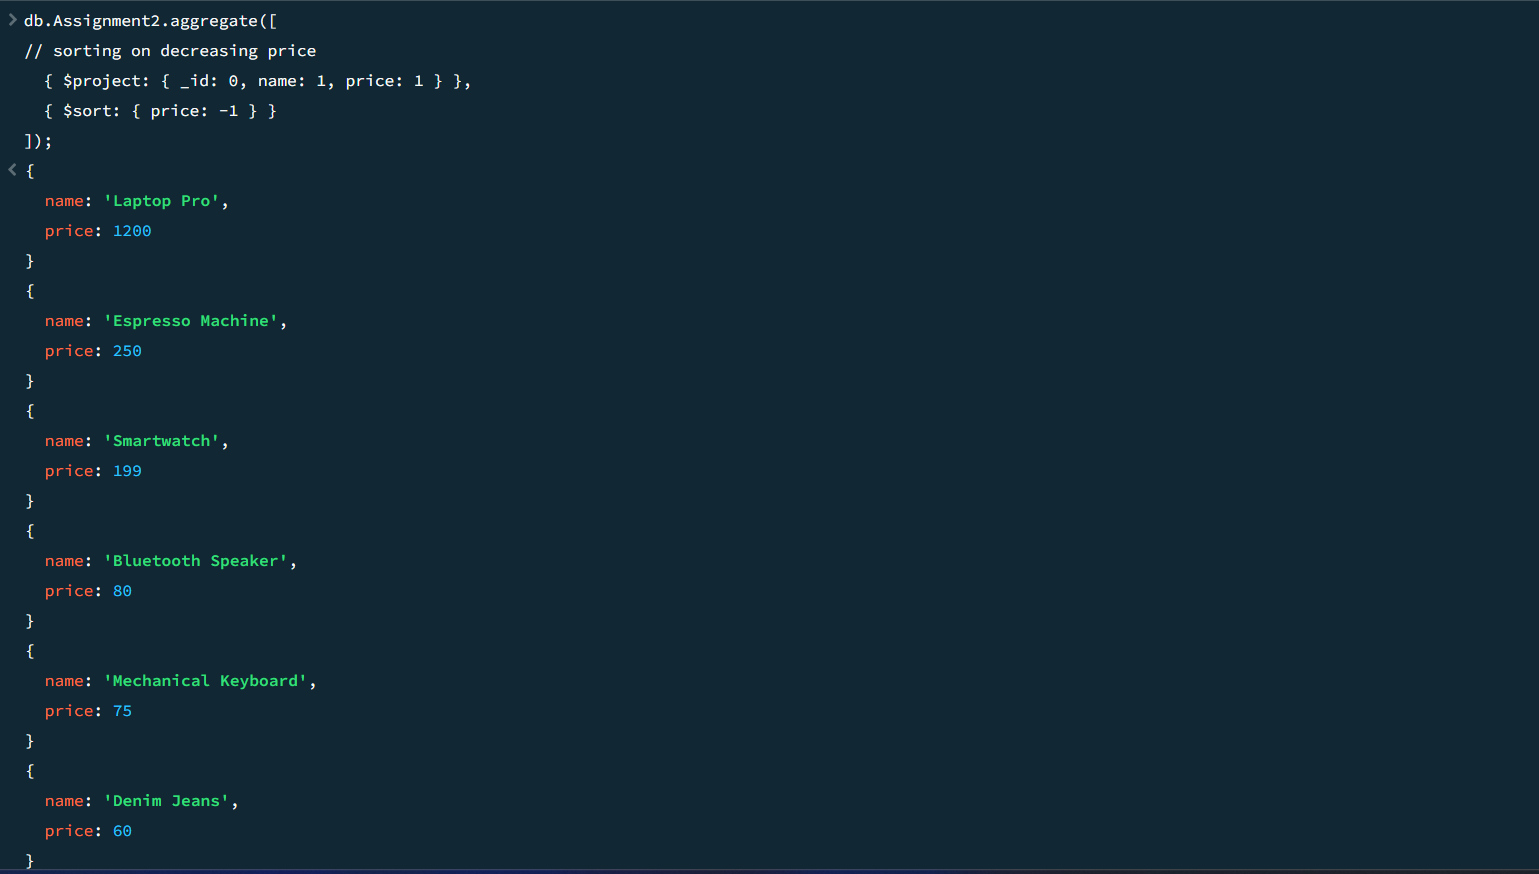 > db.Assignment2.aggregate([
// sorting on decreasing price
  { $project: { _id: 0, name: 1, price: 1 } },
  { $sort: { price: -1 } }
]);
< {
  name: 'Laptop Pro',
  price: 1200
}
{
  name: 'Espresso Machine',
  price: 250
}
{
  name: 'Smartwatch',
  price: 199
}
{
  name: 'Bluetooth Speaker',
  price: 80
}
{
  name: 'Mechanical Keyboard',
  price: 75
}
{
  name: 'Denim Jeans',
  price: 60
}